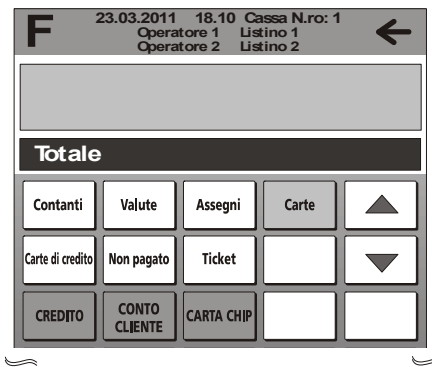 F
23.03.2011 18.10 Cassa N.ro: 1
Operatore 1 Listino 1
Operatore 2 Listino 2
Totale
Contanti Valute Assegni Carte
Carte di credito Non pagato Ticket
CREDITO CONTO CLIENTE CARTA CHIP